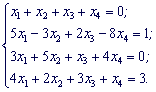 x₁ + x₂ + x₃ + x₄ = 0;
5x₁ − 3x₂ + 2x₃ − 8x₄ = 1;
3x₁ + 5x₂ + x₃ + 4x₄ = 0;
4x₁ + 2x₂ + 3x₃ + x₄ = 3.